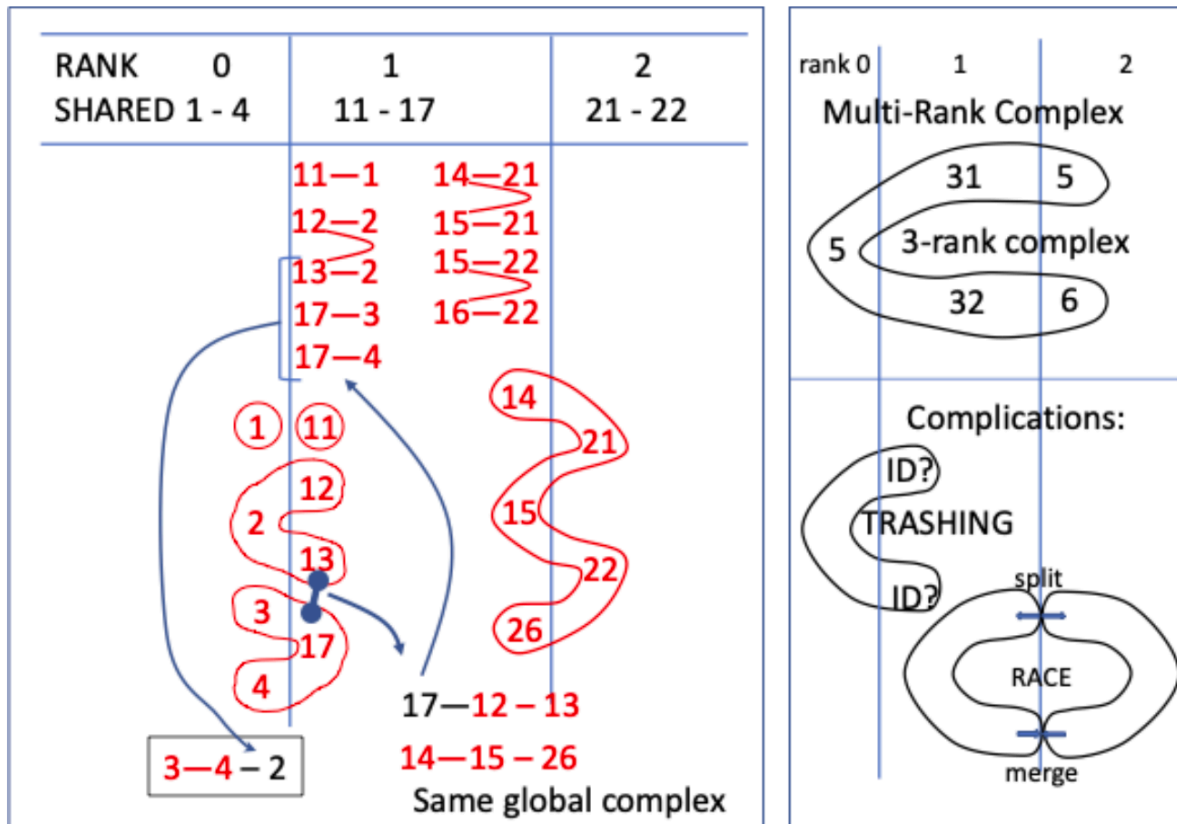 RANK 0 1 2
SHARED 1 - 4 11 - 17 21 - 22
11—1 14—21
12—2 15—21
13—2 15—22
17—3 16—22
17—4
14
1 11
21
12
2
15
13
22
3
26
17
4
17—12 – 13
3—4 – 2
14—15 – 26
Same global complex
rank 0 1 2
Multi-Rank Complex
31 5
5 3-rank complex
32 6
Complications:
ID?
TRASHING
ID?
split
RACE
merge